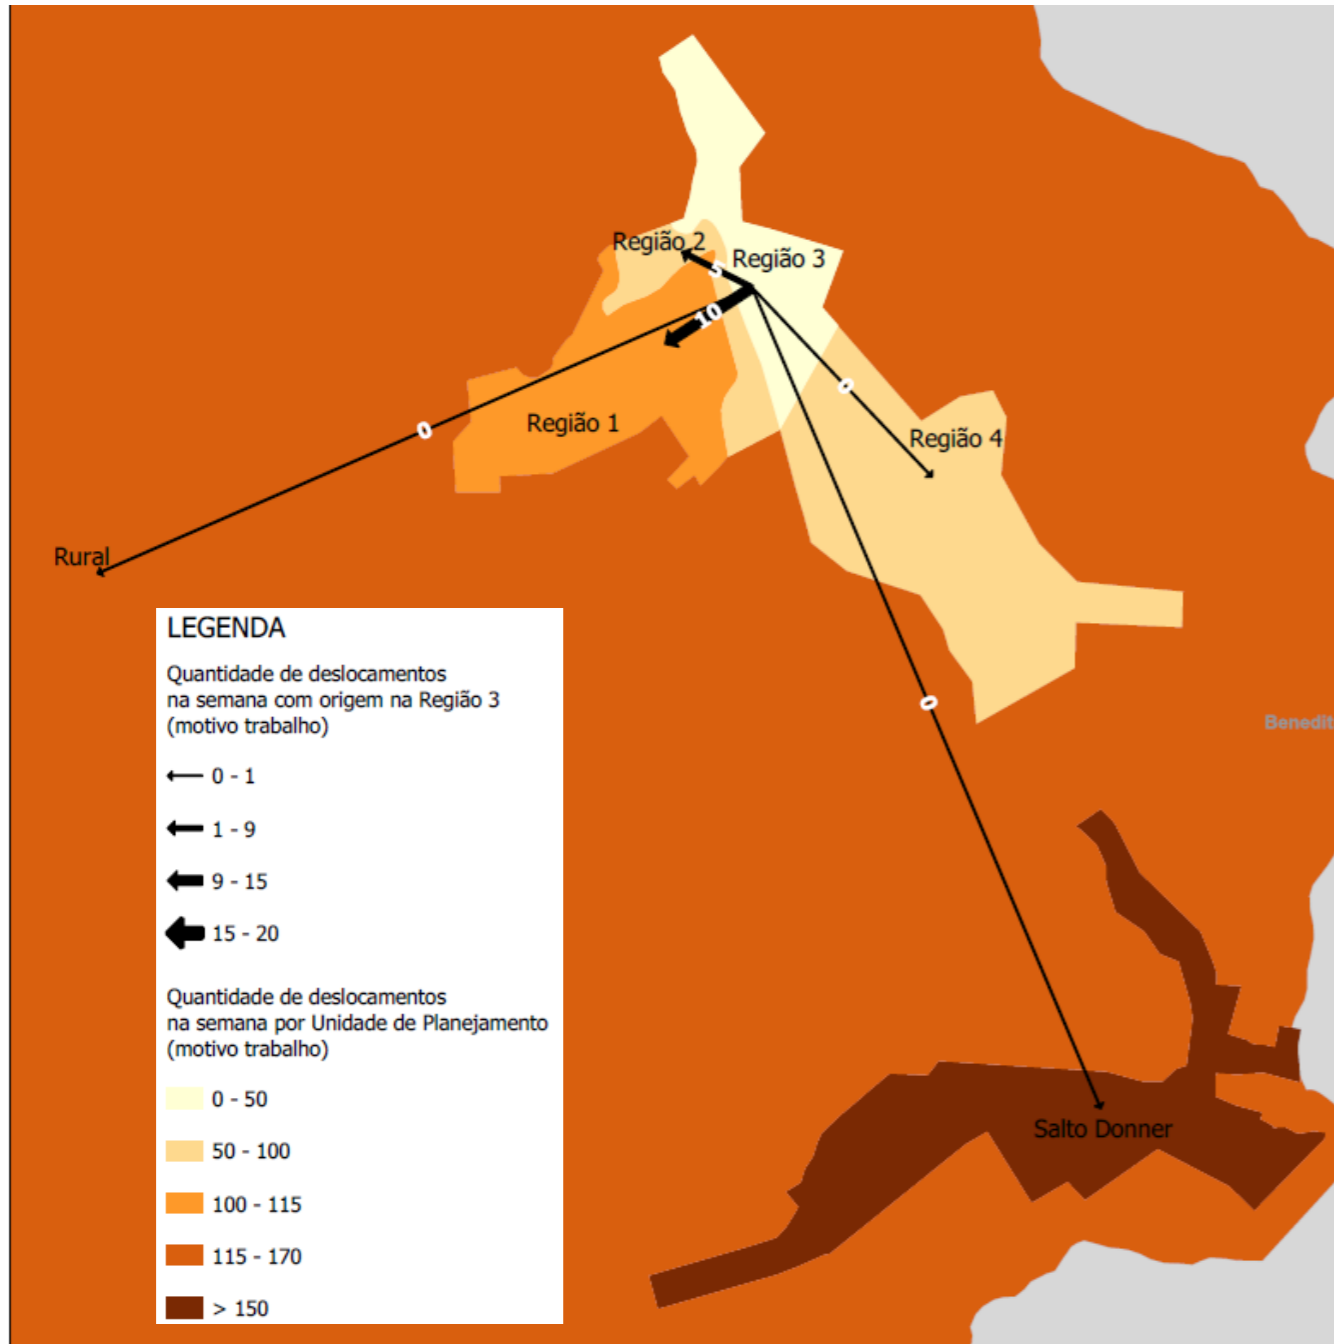 Região 2
Região 3
5
10
0
0
Região 1
Região 4
Rural
0
Benedit
Salto Donner
LEGENDA
Quantidade de deslocamentos
na semana com origem na Região 3
(motivo trabalho)
0 - 1
1 - 9
9 - 15
15 - 20
Quantidade de deslocamentos
na semana por Unidade de Planejamento
(motivo trabalho)
0 - 50
50 - 100
100 - 115
115 - 170
> 150